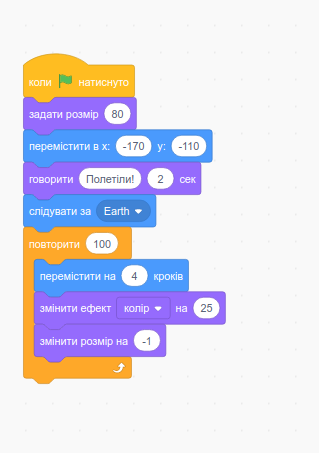 коли натиснуто
задати розмір 80
перемістити в x: -170 y: -110
говорити Полетіли! 2 сек
слідувати за Earth
повторити 100
перемістити на 4 кроків
змінити ефект колір на 25
змінити розмір на -1